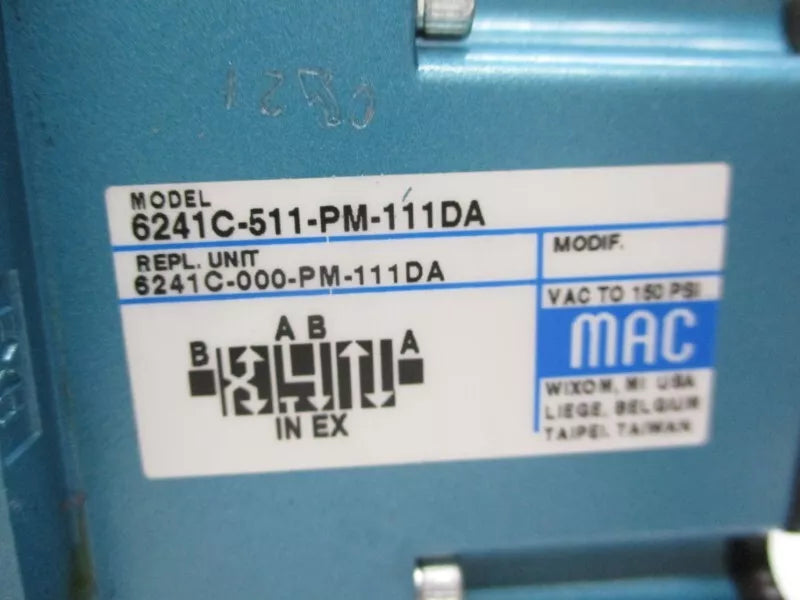 MODEL
6241C-511-PM-111DA
REPL. UNIT
6241C-000-PM-111DA
MODIF.
VAC TO 150 PSI
MAC
WIXOM, MI USA
LIEGE, BELGIUM
TAIPEI, TAIWAN
A B
B
A
IN EX